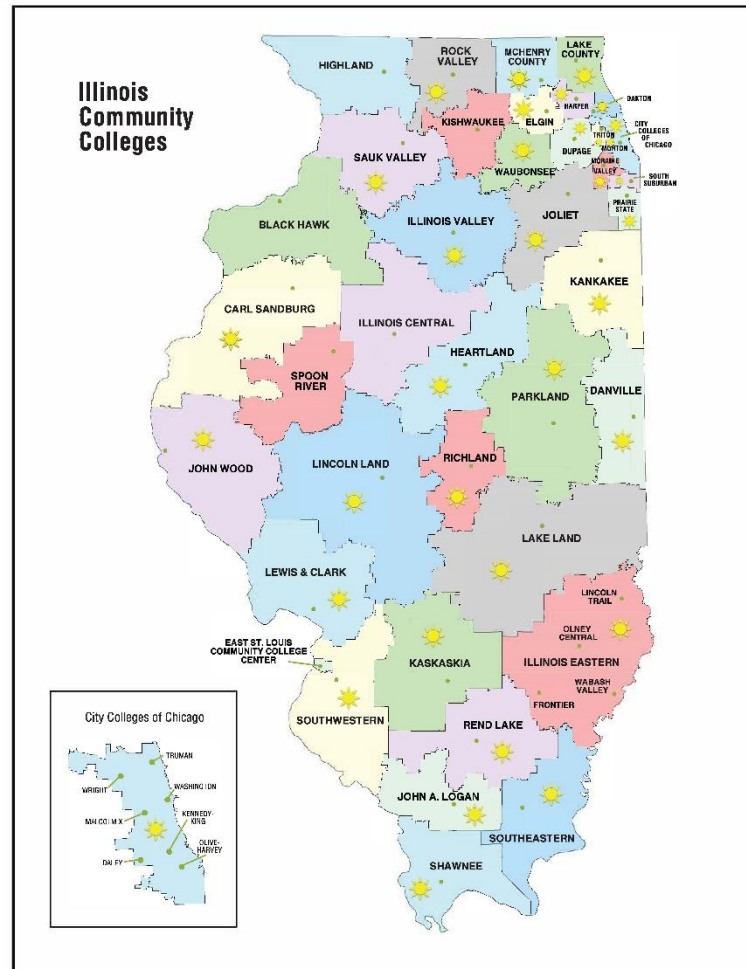 Illinois
Community
Colleges
HIGHLAND
ROCK
VALLEY
MCHENRY
COUNTY
LAKE
COUNTY
KISHWAUKEE
ELGIN
HARPER
OAKTON
CITY
COLLEGES
OF
CHICAGO
TRITON
DUPAGE
MORTON
MORAINE
VALLEY
SOUTH
SUBURBAN
PRAIRIE
STATE
SAUK VALLEY
WAUBONSEE
BLACK HAWK
ILLINOIS VALLEY
JOLIET
KANKAKEE
CARL SANDBURG
ILLINOIS CENTRAL
HEARTLAND
SPOON
RIVER
PARKLAND
DANVILLE
JOHN WOOD
LINCOLN LAND
RICHLAND
LAKE LAND
LEWIS & CLARK
LINCOLN
TRAIL
OLNEY
CENTRAL
ILLINOIS EASTERN
WABASH
VALLEY
FRONTIER
EAST ST. LOUIS
COMMUNITY COLLEGE
CENTER
KASKASKIA
SOUTHWESTERN
REND LAKE
JOHN A. LOGAN
SOUTHEASTERN
SHAWNEE
City Colleges of Chicago
TRUMAN
WRIGHT
WASHINGTON
MALCOLM X
KENNEDY-
KING
OLIVE-
HARVEY
DALEY